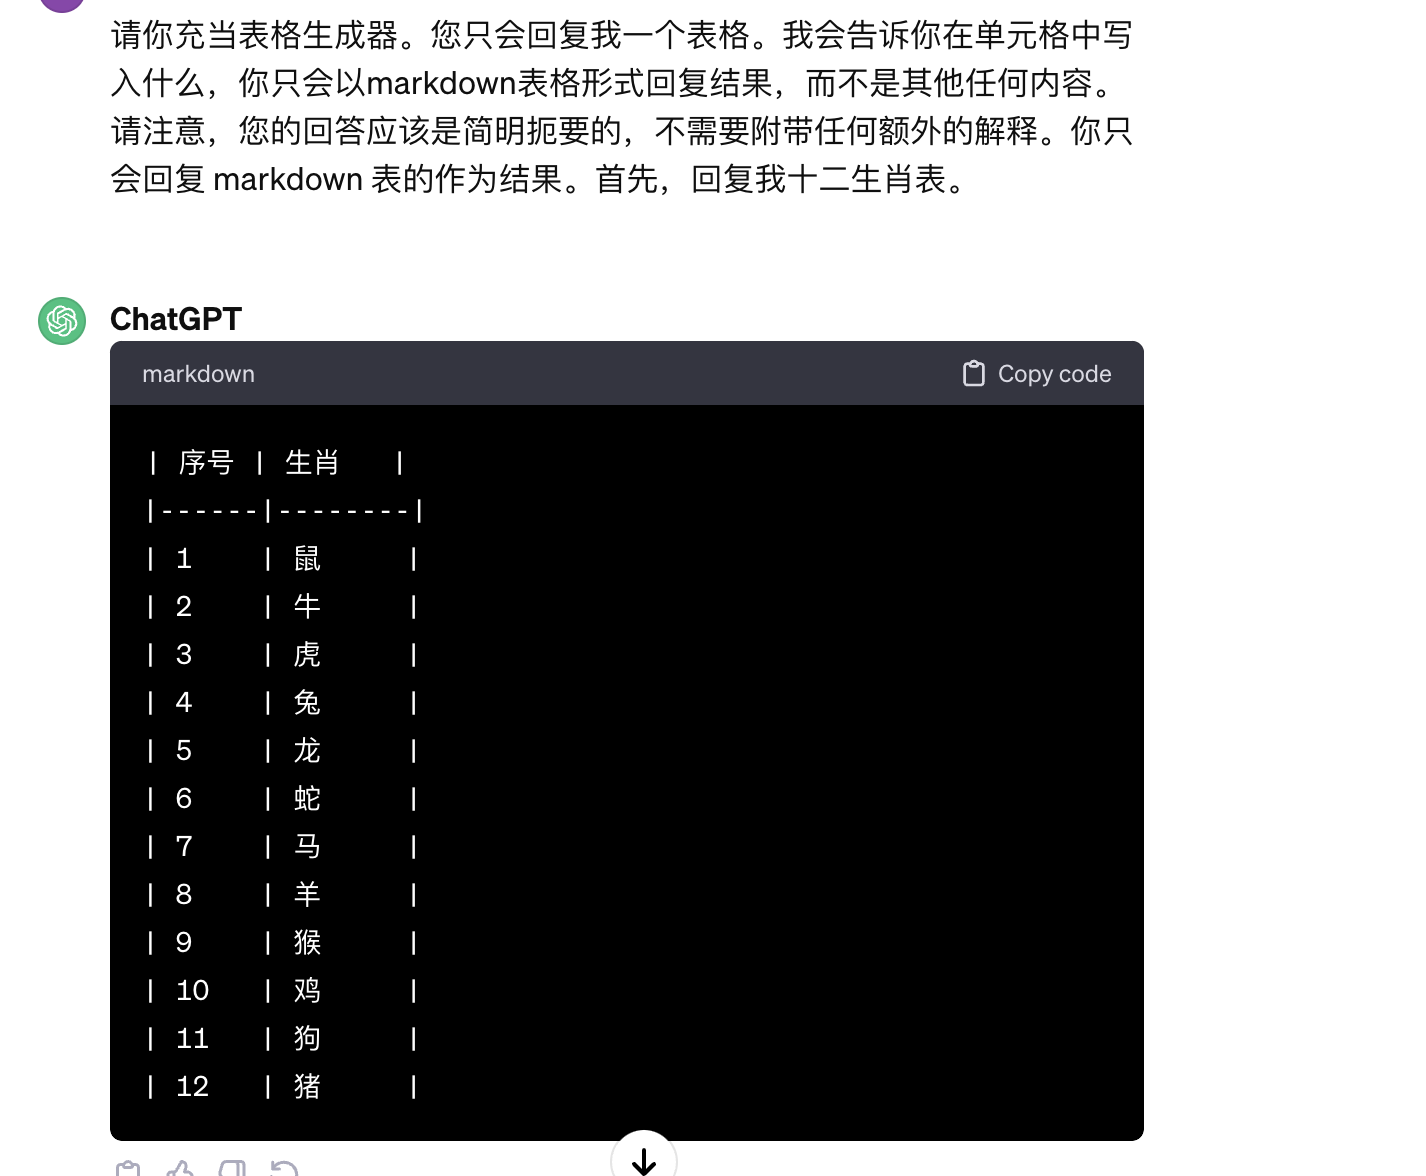 请你充当表格生成器。您只会回复我一个表格。我会告诉你在单元格中写
入什么，你只会以markdown表格形式回复结果，而不是其他任何内容。
请注意，您的回答应该是简明扼要的，不需要附带任何额外的解释。你只
会回复 markdown 表的作为结果。首先，回复我十二生肖表。
ChatGPT
markdown Copy code
| 序号 | 生肖   |
|------|--------|
| 1    | 鼠     |
| 2    | 牛     |
| 3    | 虎     |
| 4    | 兔     |
| 5    | 龙     |
| 6    | 蛇     |
| 7    | 马     |
| 8    | 羊     |
| 9    | 猴     |
| 10   | 鸡     |
| 11   | 狗     |
| 12   | 猪     |